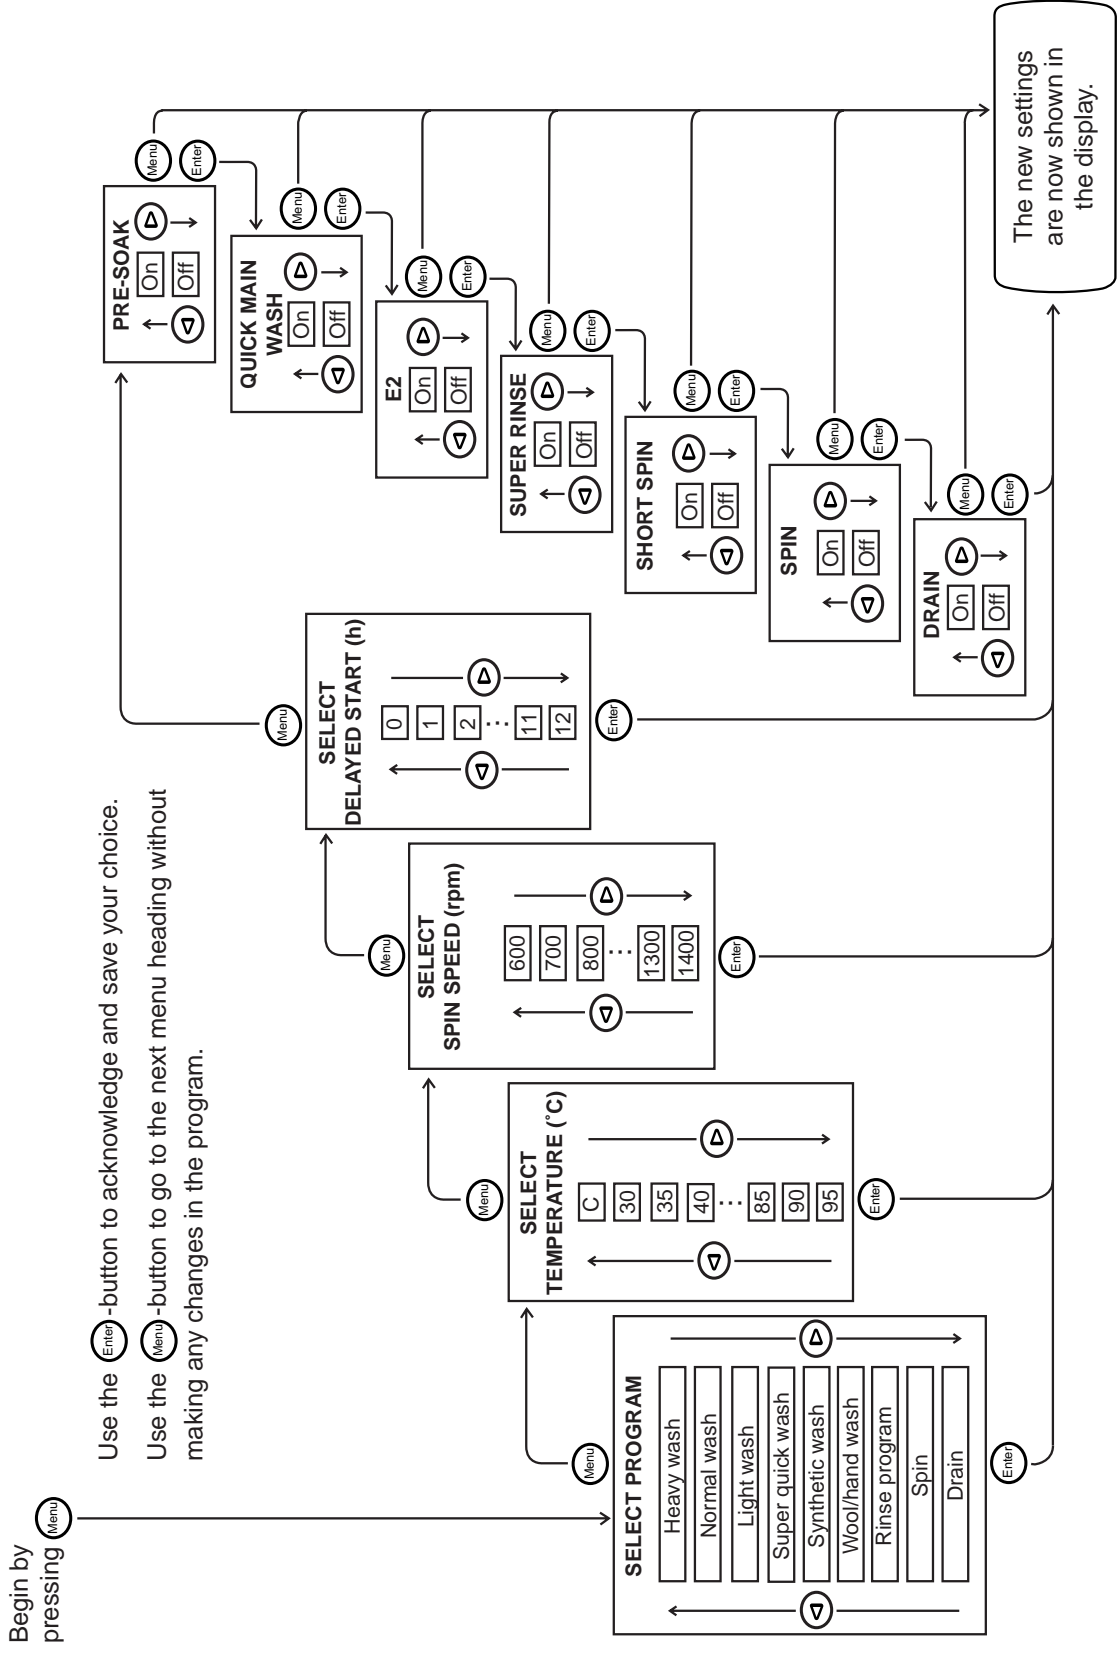 Begin by
pressing Menu
Use the Enter -button to acknowledge and save your choice.
Use the Menu -button to go to the next menu heading without
making any changes in the program.
SELECT PROGRAM
Heavy wash
Normal wash
Light wash
Super quick wash
Synthetic wash
Wool/hand wash
Rinse program
Spin
Drain
Menu
Enter
SELECT
TEMPERATURE (°C)
C
30
35
40
...
85
90
95
Menu
Enter
SELECT
SPIN SPEED (rpm)
600
700
800
...
1300
1400
Menu
Enter
SELECT
DELAYED START (h)
0
1
2
...
11
12
Menu
Enter
PRE-SOAK
On
Off
Menu
Enter
QUICK MAIN
WASH
On
Off
Menu
Enter
E2
On
Off
Menu
Enter
SUPER RINSE
On
Off
Menu
Enter
SHORT SPIN
On
Off
Menu
Enter
SPIN
On
Off
Menu
Enter
DRAIN
On
Off
Menu
Enter
The new settings
are now shown in
the display.